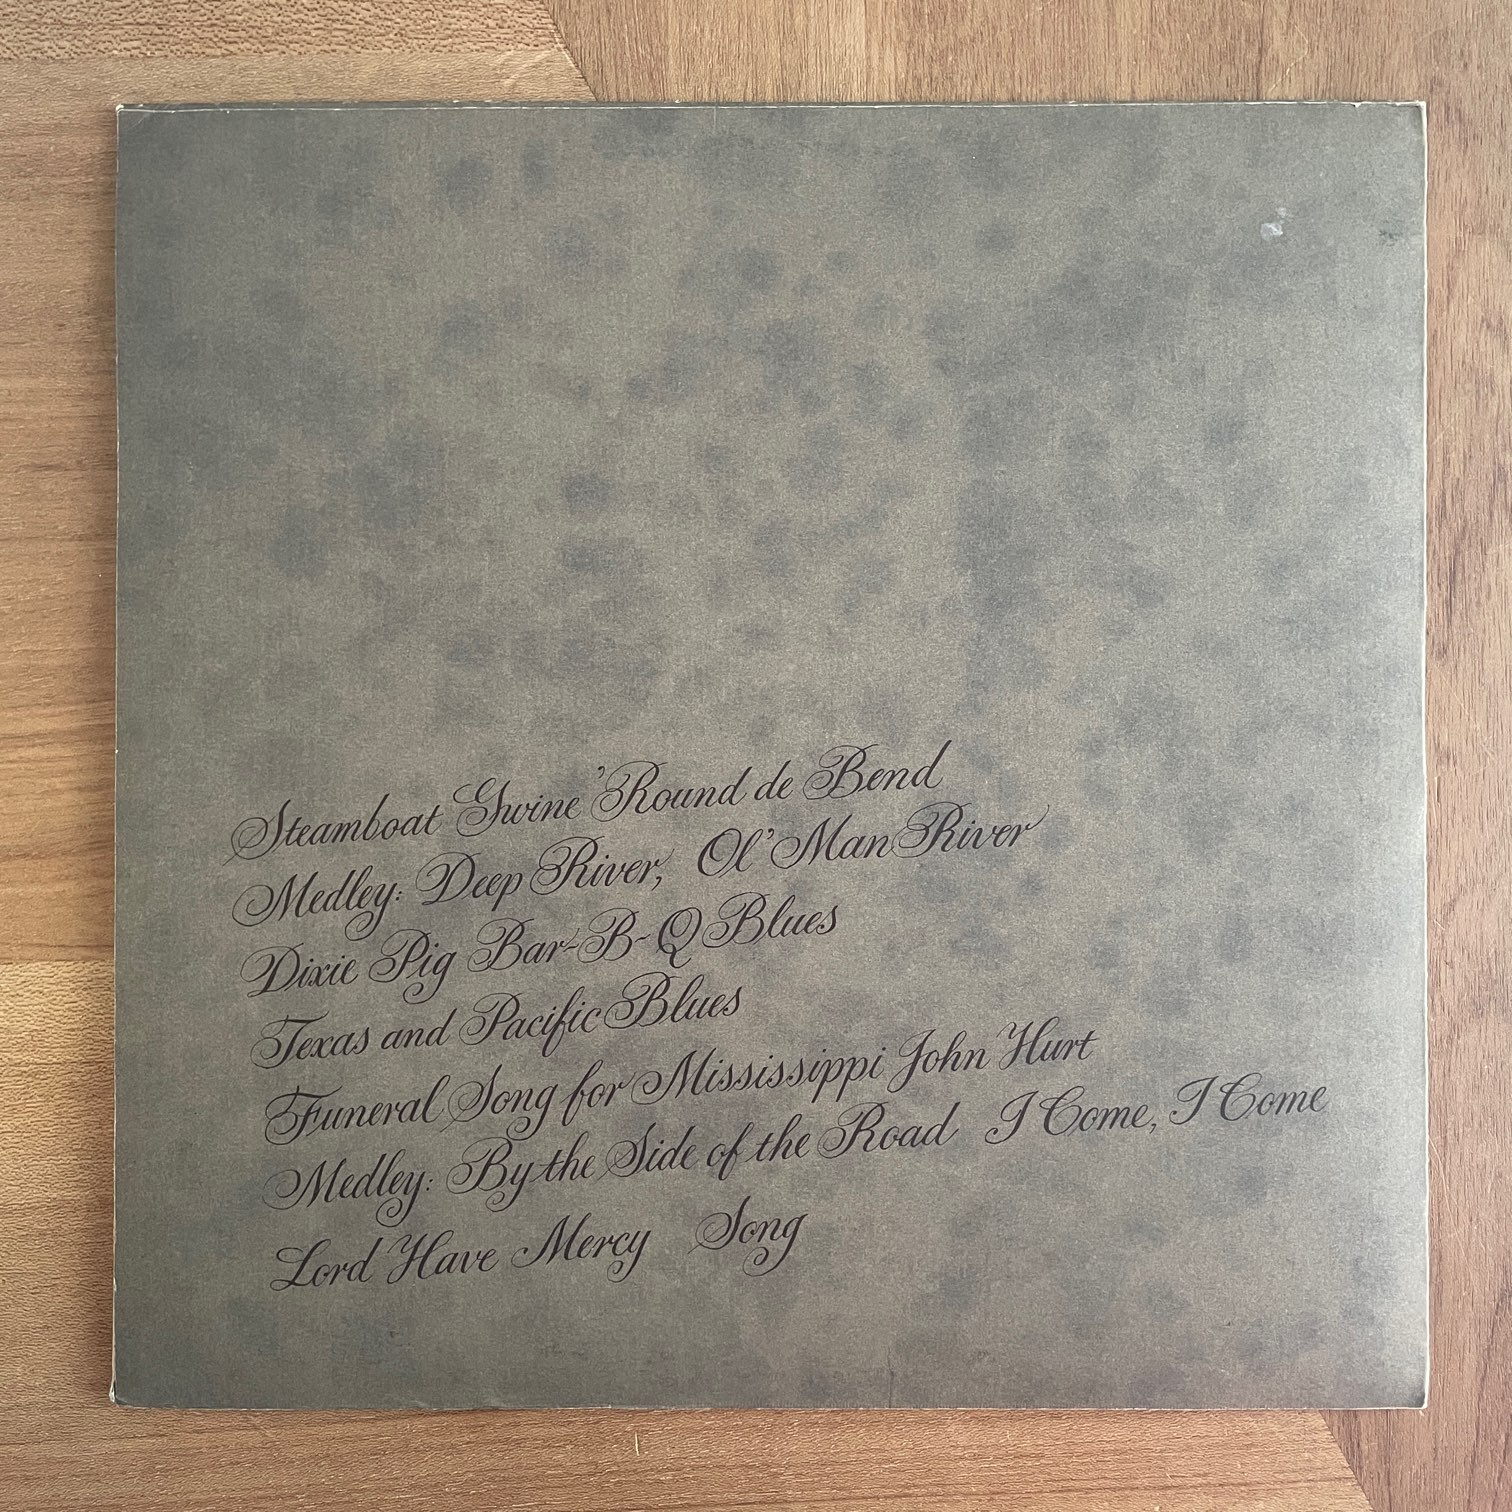 Steamboat Gwine 'Round de Bend
Medley: Deep River, Ol' Man River
Dixie Pig Bar-B-Q Blues
Texas and Pacific Blues
Funeral Song for Mississippi John Hurt
Medley: By the Side of the Road I Come, I Come
Lord Have Mercy Song